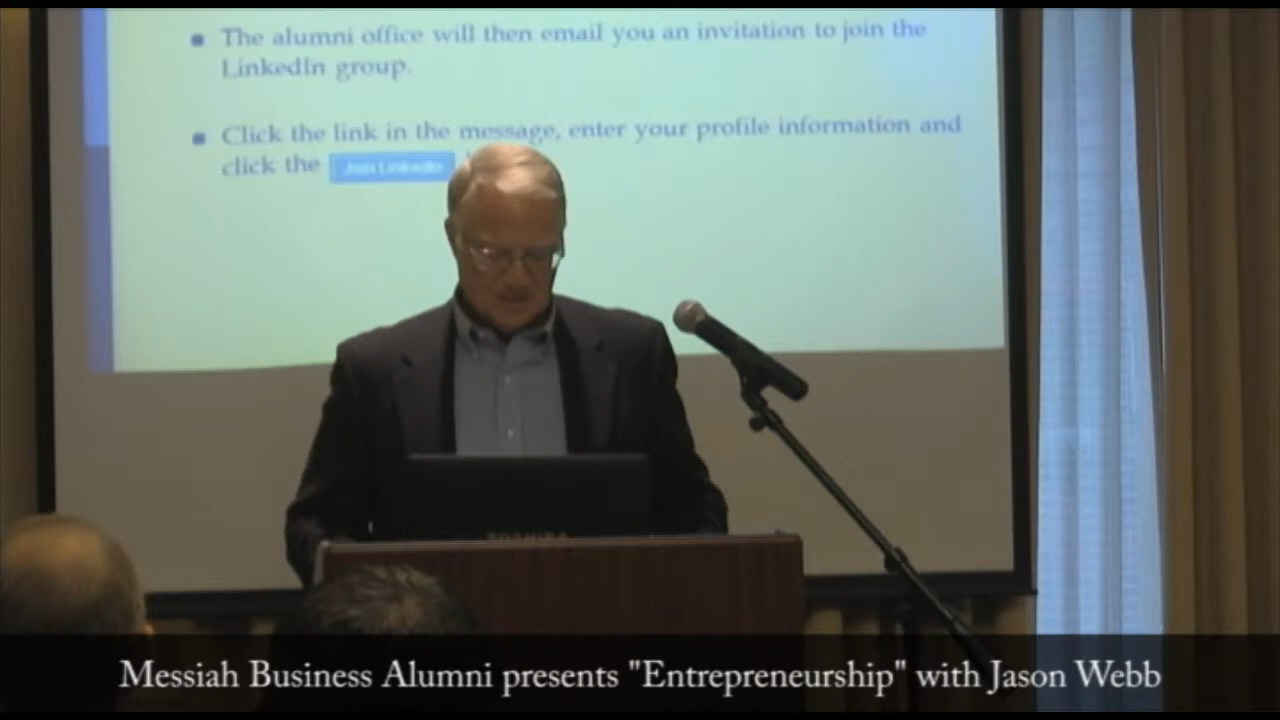 The alumni office will then email you an invitation to join the
LinkedIn group.
Click the link in the message, enter your profile information and
click the Join LinkedIn
TOSHIBA
Messiah Business Alumni presents "Entrepreneurship" with Jason Webb